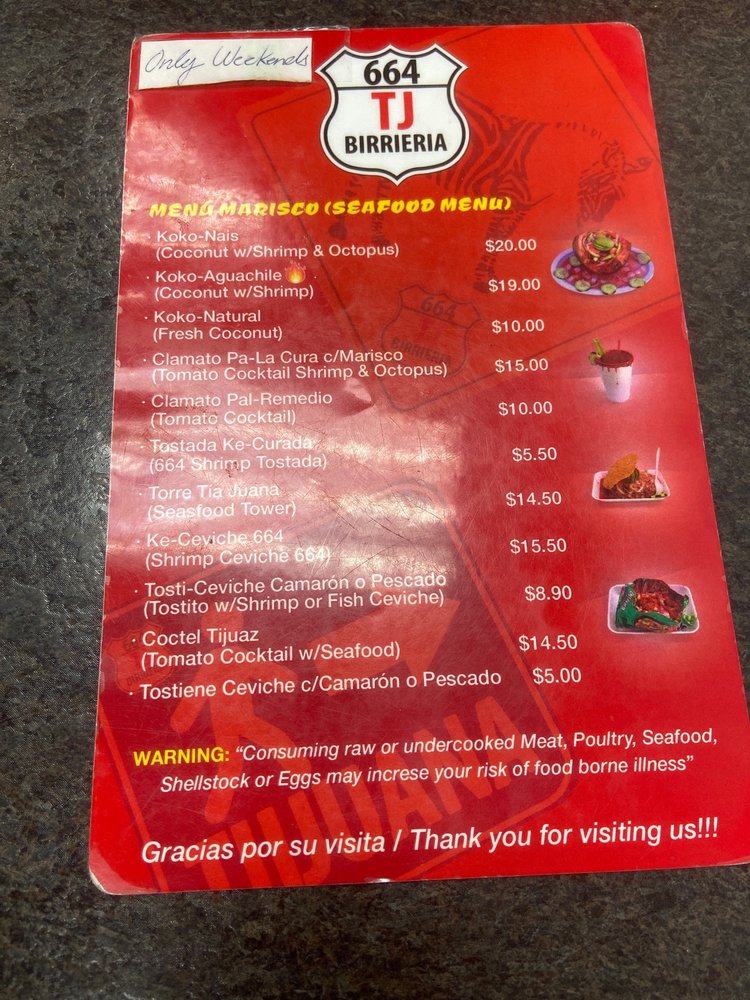 Only Weekends
664
TJ
BIRRIERIA
MENÚ MARISCO (SEAFOOD MENU)
· Koko-Nais
(Coconut w/Shrimp & Octopus) $20.00
· Koko-Aguachile 🔥
(Coconut w/Shrimp) $19.00
· Koko-Natural
(Fresh Coconut) $10.00
· Clamato Pa-La Cura c/Marisco
(Tomato Cocktail Shrimp & Octopus) $15.00
· Clamato Pal-Remedio
(Tomato Cocktail) $10.00
· Tostada Ke-Curada
(664 Shrimp Tostada) $5.50
· Torre Tia Juana
(Seasfood Tower) $14.50
· Ke-Ceviche 664
(Shrimp Ceviche 664) $15.50
· Tosti-Ceviche Camarón o Pescado
(Tostito w/Shrimp or Fish Ceviche) $8.90
· Coctel Tijuaz
(Tomato Cocktail w/Seafood) $14.50
· Tostiene Ceviche c/Camarón o Pescado $5.00
664
TJ
BIRRIERIA
TIJUANA
WARNING: "Consuming raw or undercooked Meat, Poultry, Seafood,
Shellstock or Eggs may increse your risk of food borne illness"
Gracias por su visita / Thank you for visiting us!!!